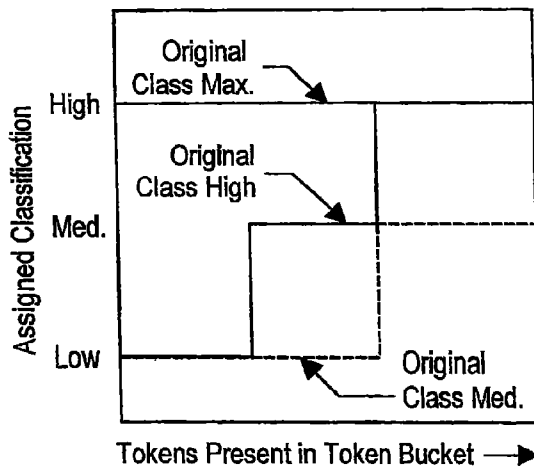 Original
Class Max.
High
Original
Class High
Med.
Low
Original
Class Med.
Assigned Classification
Tokens Present in Token Bucket